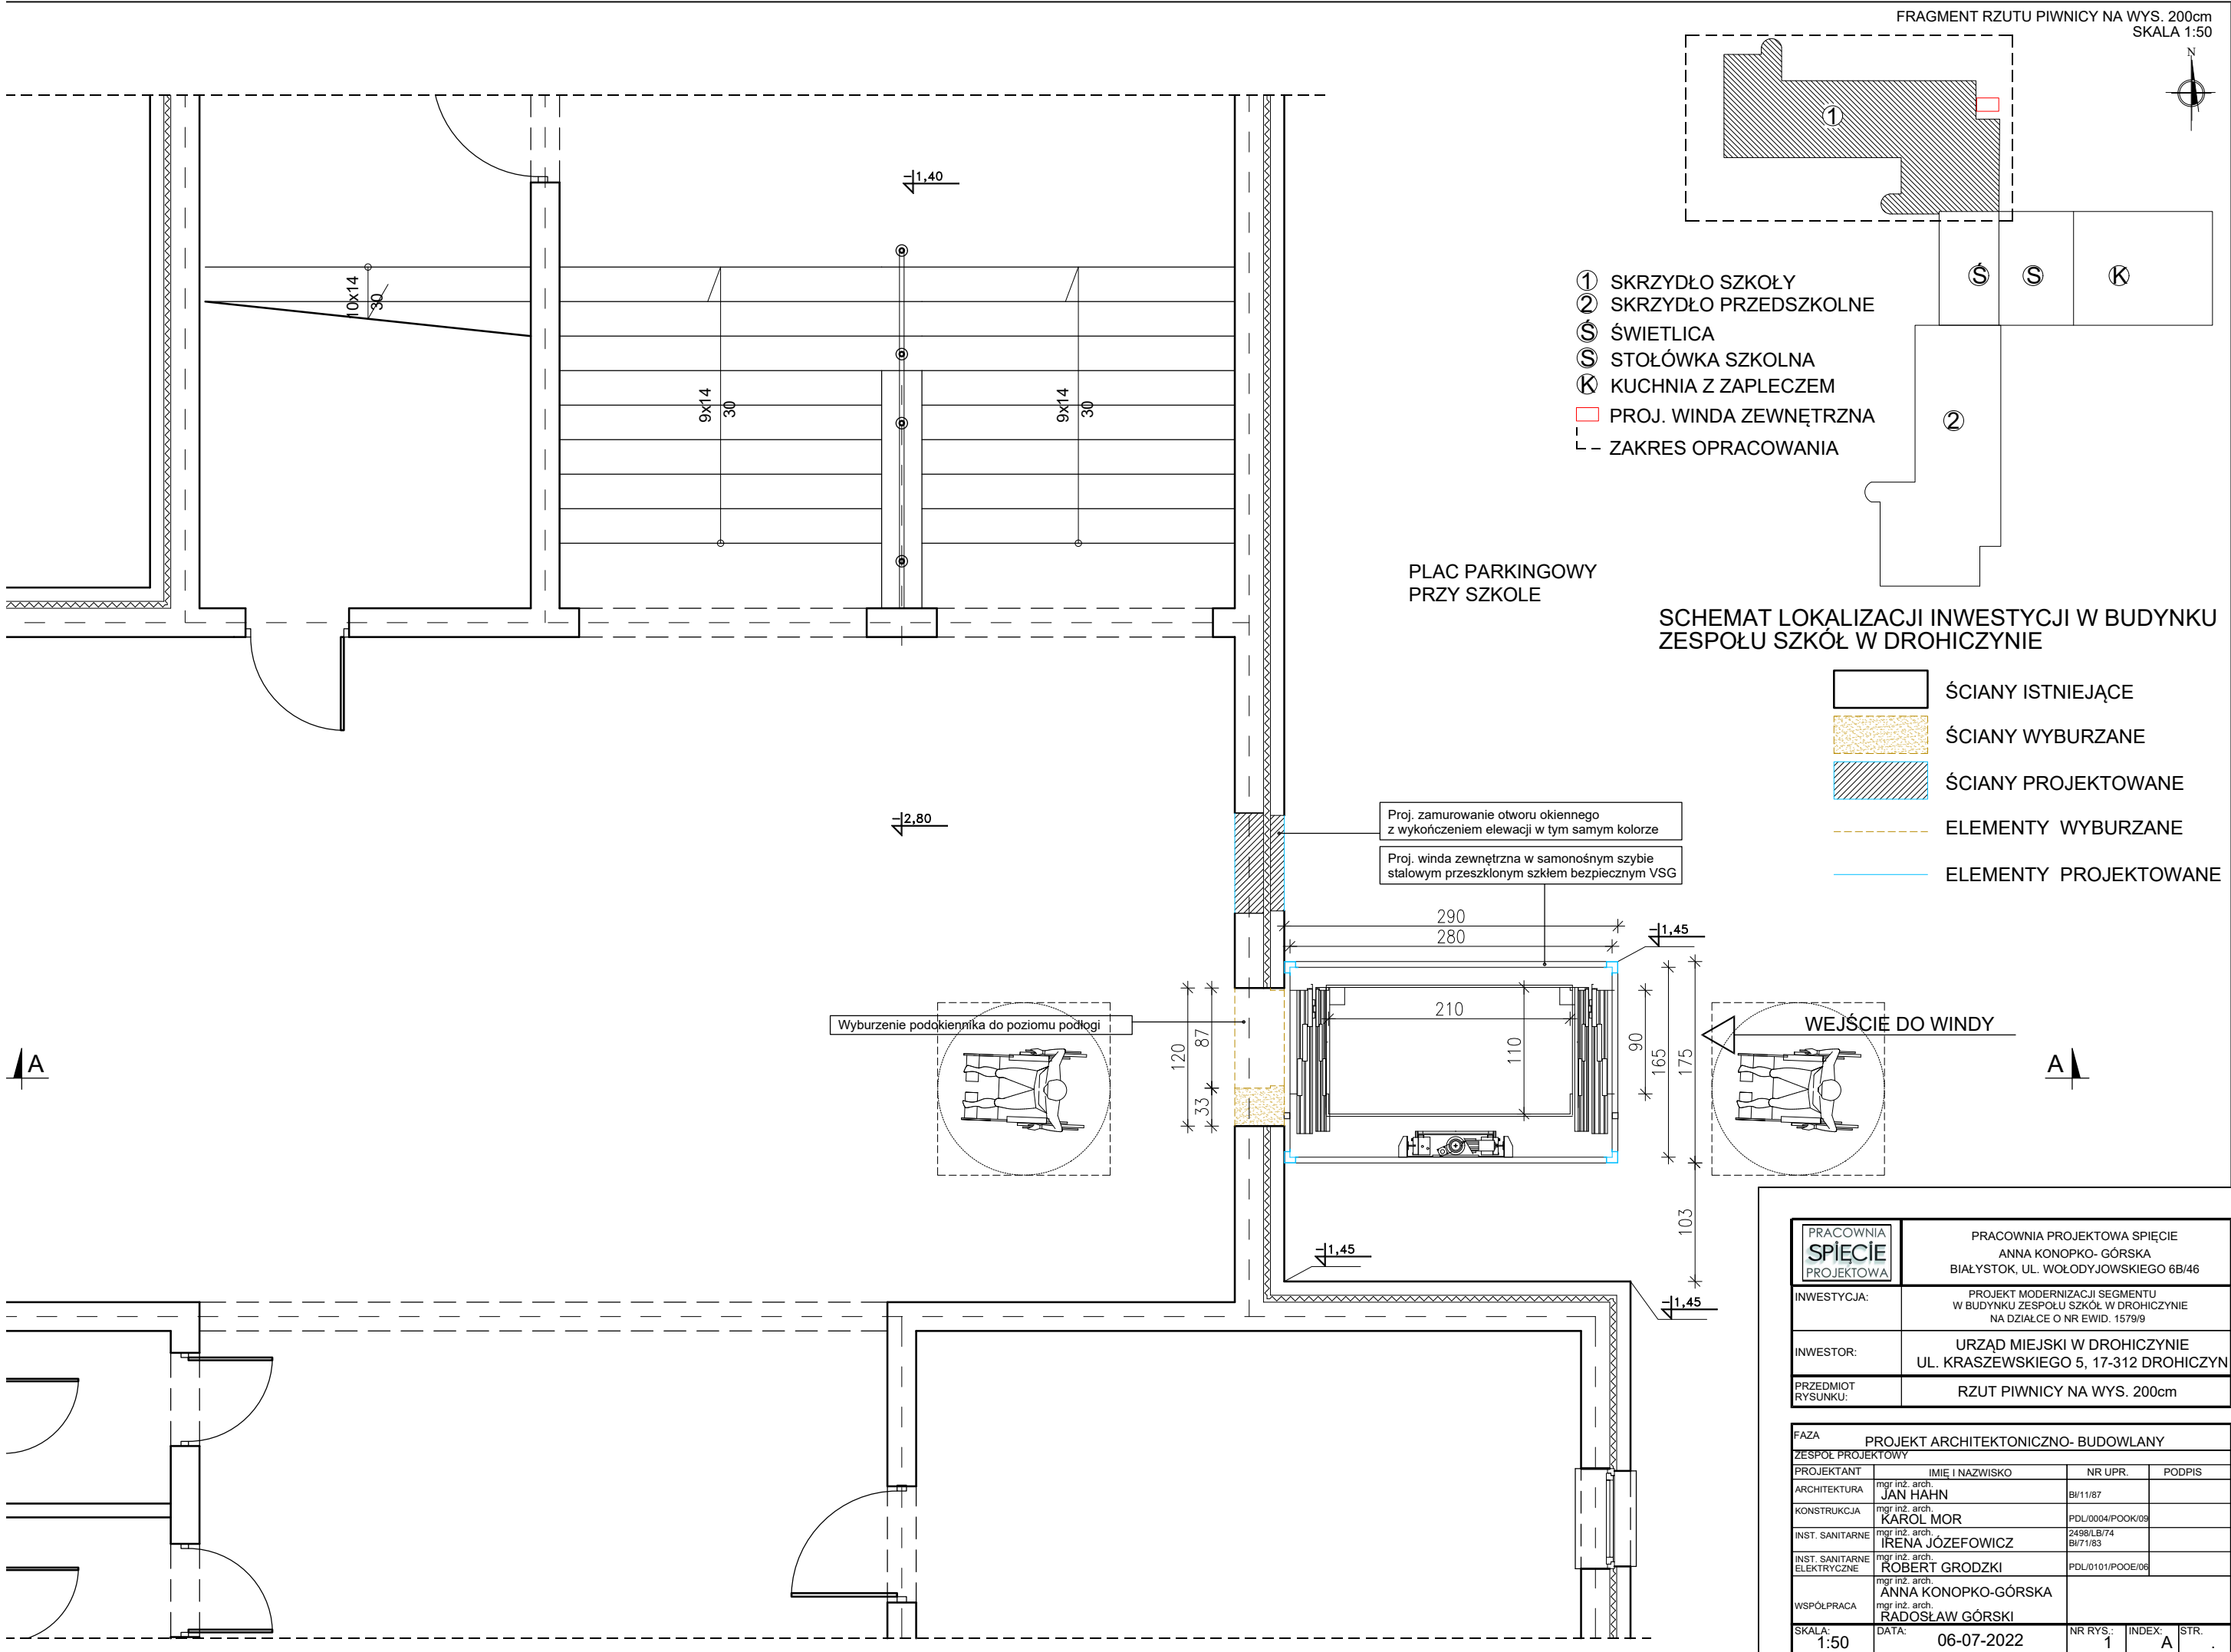 FRAGMENT RZUTU PIWNICY NA WYS. 200cm
SKALA 1:50
N
1
Ś
S
K
2
1 SKRZYDŁO SZKOŁY
2 SKRZYDŁO PRZEDSZKOLNE
Ś ŚWIETLICA
S STOŁÓWKA SZKOLNA
K KUCHNIA Z ZAPLECZEM
PROJ. WINDA ZEWNĘTRZNA
ZAKRES OPRACOWANIA
-1,40
10x14
30
9x14
30
9x14
30
PLAC PARKINGOWY
PRZY SZKOLE
SCHEMAT LOKALIZACJI INWESTYCJI W BUDYNKU
ZESPOŁU SZKÓŁ W DROHICZYNIE
ŚCIANY ISTNIEJĄCE
ŚCIANY WYBURZANE
ŚCIANY PROJEKTOWANE
ELEMENTY WYBURZANE
ELEMENTY PROJEKTOWANE
-2,80
Proj. zamurowanie otworu okiennego
z wykończeniem elewacji w tym samym kolorze
Proj. winda zewnętrzna w samonośnym szybie
stalowym przeszklonym szkłem bezpiecznym VSG
290
280
-1,45
210
110
90
165
175
103
120
87
33
Wyburzenie podokiennika do poziomu podłogi
WEJŚCIE DO WINDY
A
A
-1,45
-1,45
PRACOWNIA
SPIĘCIE
PROJEKTOWA
PRACOWNIA PROJEKTOWA SPIĘCIE
ANNA KONOPKO- GÓRSKA
BIAŁYSTOK, UL. WOŁODYJOWSKIEGO 6B/46
INWESTYCJA:
PROJEKT MODERNIZACJI SEGMENTU
W BUDYNKU ZESPOŁU SZKÓŁ W DROHICZYNIE
NA DZIAŁCE O NR EWID. 1579/9
INWESTOR:
URZĄD MIEJSKI W DROHICZYNIE
UL. KRASZEWSKIEGO 5, 17-312 DROHICZYN
PRZEDMIOT
RYSUNKU:
RZUT PIWNICY NA WYS. 200cm
FAZA PROJEKT ARCHITEKTONICZNO- BUDOWLANY
ZESPÓŁ PROJEKTOWY
PROJEKTANT IMIĘ I NAZWISKO NR UPR. PODPIS
ARCHITEKTURA mgr inż. arch.
JAN HAHN Bł/11/87
KONSTRUKCJA mgr inż. arch.
KAROL MOR PDL/0004/POOK/09
INST. SANITARNE mgr inż. arch.
IRENA JÓZEFOWICZ 2498/LB/74
Bł/71/83
INST. SANITARNE
ELEKTRYCZNE mgr inż. arch.
ROBERT GRODZKI PDL/0101/POOE/06
WSPÓŁPRACA mgr inż. arch.
ANNA KONOPKO-GÓRSKA
mgr inż. arch.
RADOSŁAW GÓRSKI
SKALA: DATA: NR RYS.: INDEX: STR.
1:50 06-07-2022 1 A .